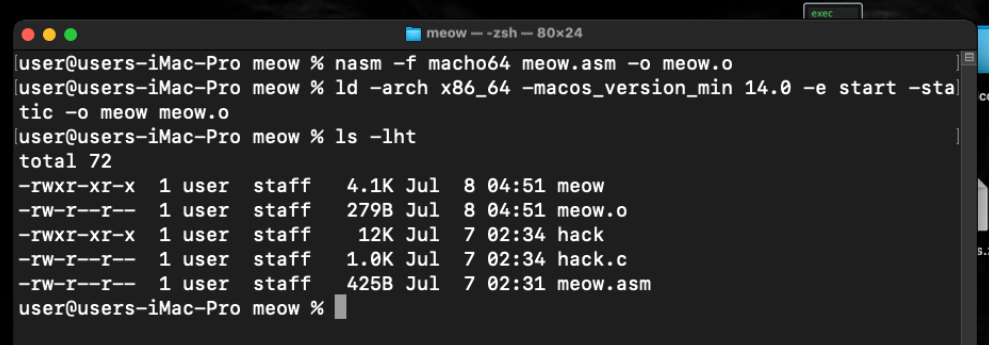 exec
meow — -zsh — 80×24
[user@users-iMac-Pro meow % nasm -f macho64 meow.asm -o meow.o ]
[user@users-iMac-Pro meow % ld -arch x86_64 -macos_version_min 14.0 -e start -sta
tic -o meow meow.o
[user@users-iMac-Pro meow % ls -lht ]
total 72
-rwxr-xr-x  1 user  staff   4.1K Jul  8 04:51 meow
-rw-r--r--  1 user  staff   279B Jul  8 04:51 meow.o
-rwxr-xr-x  1 user  staff    12K Jul  7 02:34 hack
-rw-r--r--  1 user  staff   1.0K Jul  7 02:34 hack.c
-rw-r--r--  1 user  staff   425B Jul  7 02:31 meow.asm
user@users-iMac-Pro meow %